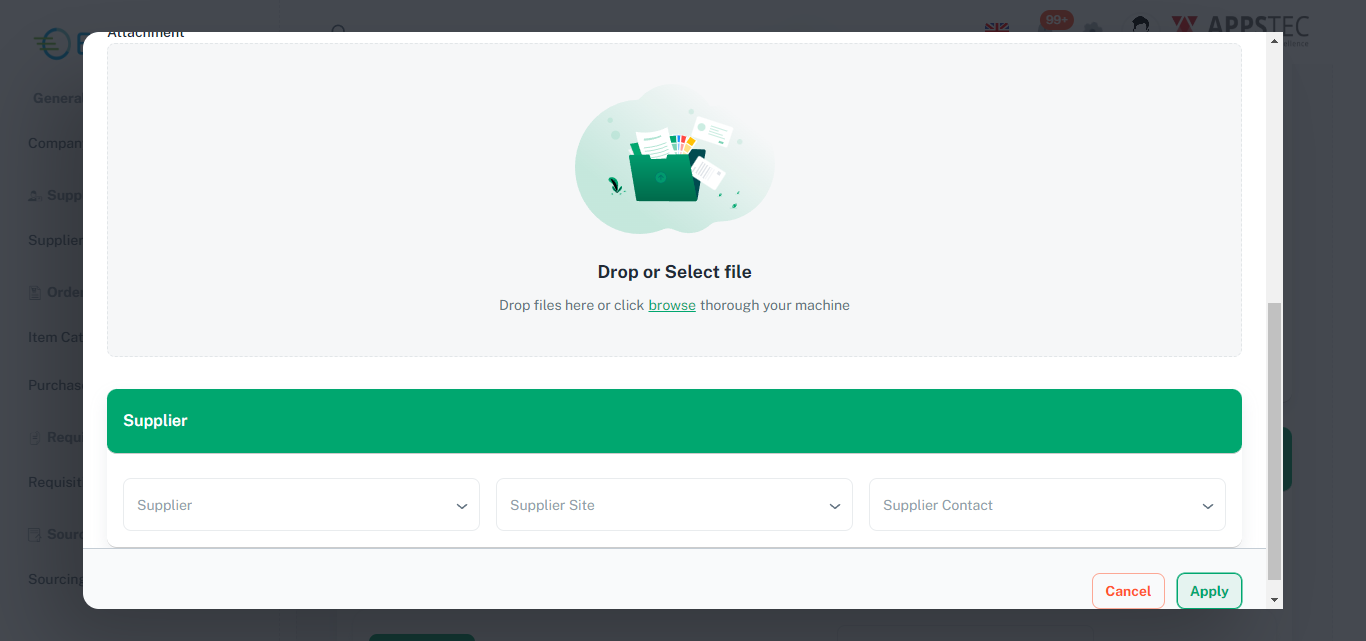 99+
APPSTEC
Attachment
Genera
Compan
Supp
Supplier
Order
Item Cat
Purchas
Requi
Requisit
Sourc
Sourcing
Drop or Select file
Drop files here or click browse thorough your machine
Supplier
Supplier
Supplier Site
Supplier Contact
Cancel
Apply